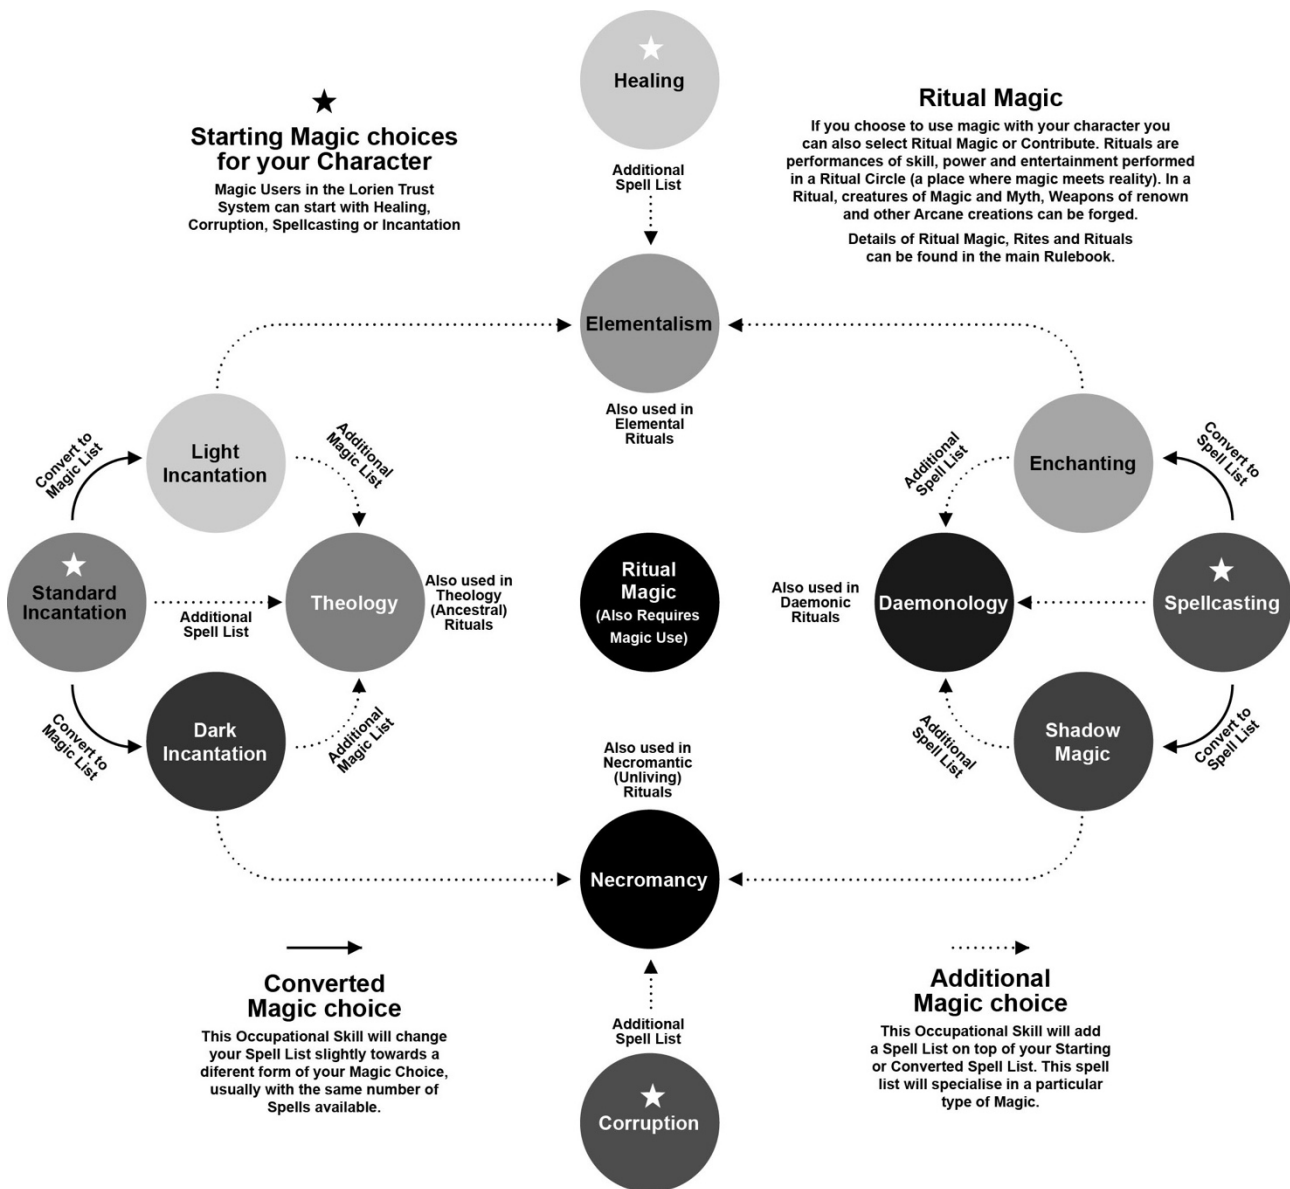 Healing
Starting Magic choices
for your Character
Magic Users in the Lorien Trust
System can start with Healing,
Corruption, Spellcasting or Incantation
Additional
Spell List
Ritual Magic
If you choose to use magic with your character you
can also select Ritual Magic or Contribute. Rituals are
performances of skill, power and entertainment performed
in a Ritual Circle (a place where magic meets reality). In a
Ritual, creatures of Magic and Myth, Weapons of renown
and other Arcane creations can be forged.
Details of Ritual Magic, Rites and Rituals
can be found in the main Rulebook.
Elementalism
Also used in
Elemental
Rituals
Convert to
Magic List
Light
Incantation
Additional
Magic List
Additional
Spell List
Enchanting
Convert to
Spell List
Standard
Incantation
Additional
Spell List
Theology
Also used in
Theology
(Ancestral)
Rituals
Ritual
Magic
(Also Requires
Magic Use)
Also used in
Daemonic
Rituals
Daemonology
Spellcasting
Convert to
Magic List
Dark
Incantation
Additional
Magic List
Additional
Spell List
Shadow
Magic
Convert to
Spell List
Also used in
Necromantic
(Unliving)
Rituals
Necromancy
Converted
Magic choice
This Occupational Skill will change
your Spell List slightly towards a
diferent form of your Magic Choice,
usually with the same number of
Spells available.
Additional
Spell List
Corruption
Additional
Magic choice
This Occupational Skill will add
a Spell List on top of your Starting
or Converted Spell List. This spell
list will specialise in a particular
type of Magic.